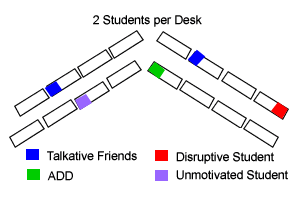 2 Students per Desk
Talkative Friends
Disruptive Student
ADD
Unmotivated Student